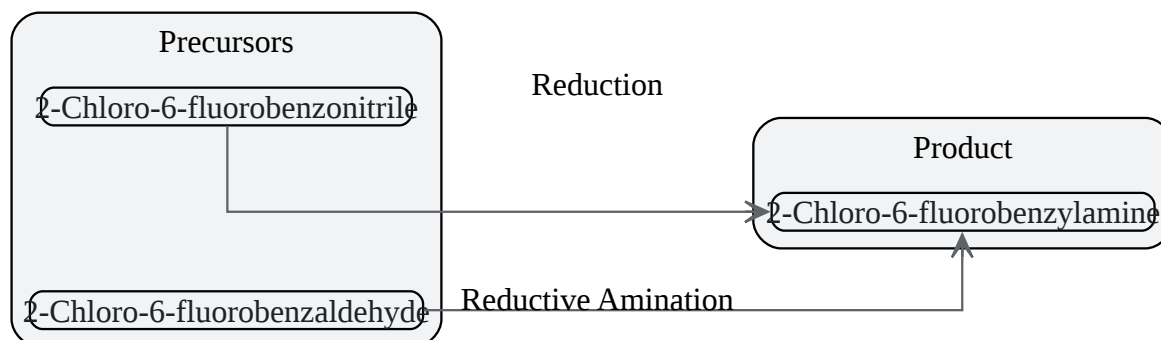 Precursors
2-Chloro-6-fluorobenzonitrile
Reduction
Product
2-Chloro-6-fluorobenzylamine
2-Chloro-6-fluorobenzaldehyde
Reductive Amination